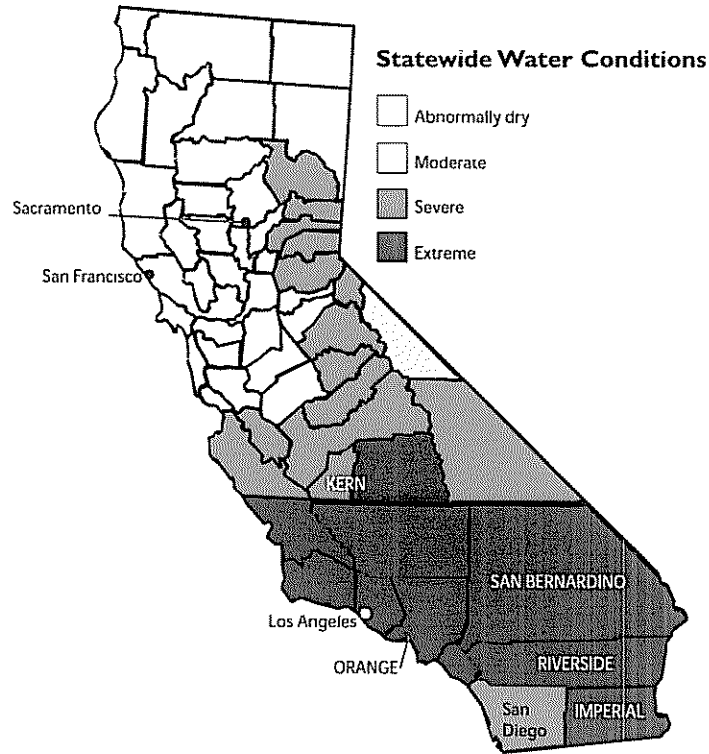 Statewide Water Conditions
Abnormally dry
Moderate
Severe
Extreme
Sacramento
San Francisco
KERN
SAN BERNARDINO
Los Angeles
ORANGE
RIVERSIDE
San
Diego
IMPERIAL